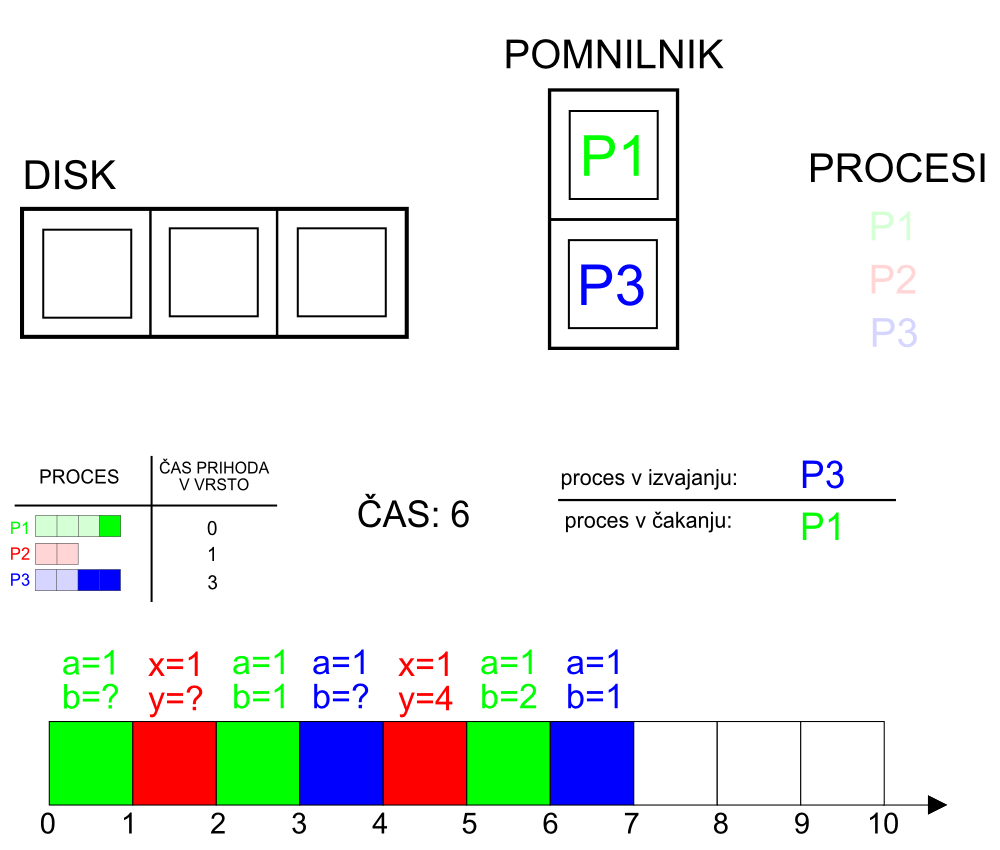 POMNILNIK
P1
P3
DISK
PROCESI
P1
P2
P3
PROCES
ČAS PRIHODA
V VRSTO
P1 0
P2 1
P3 3
ČAS: 6
proces v izvajanju: P3
proces v čakanju: P1
a=1 x=1 a=1 a=1 x=1 a=1 a=1
b=? y=? b=1 b=? y=4 b=2 b=1
0 1 2 3 4 5 6 7 8 9 10